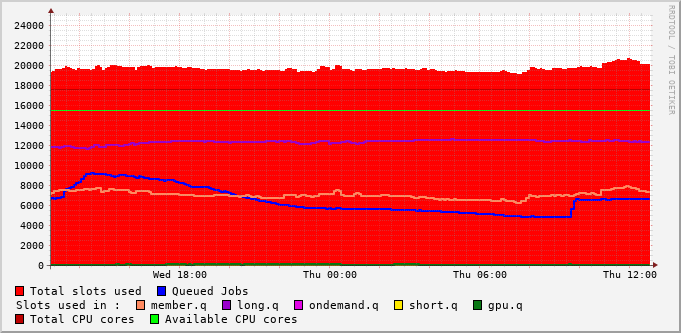 RRDTOOL / TOBI OETIKER
24000
22000
20000
18000
16000
14000
12000
10000
8000
6000
4000
2000
0
Wed 18:00 Thu 00:00 Thu 06:00 Thu 12:00
Total slots used Queued Jobs
Slots used in : member.q long.q ondemand.q short.q gpu.q
Total CPU cores Available CPU cores